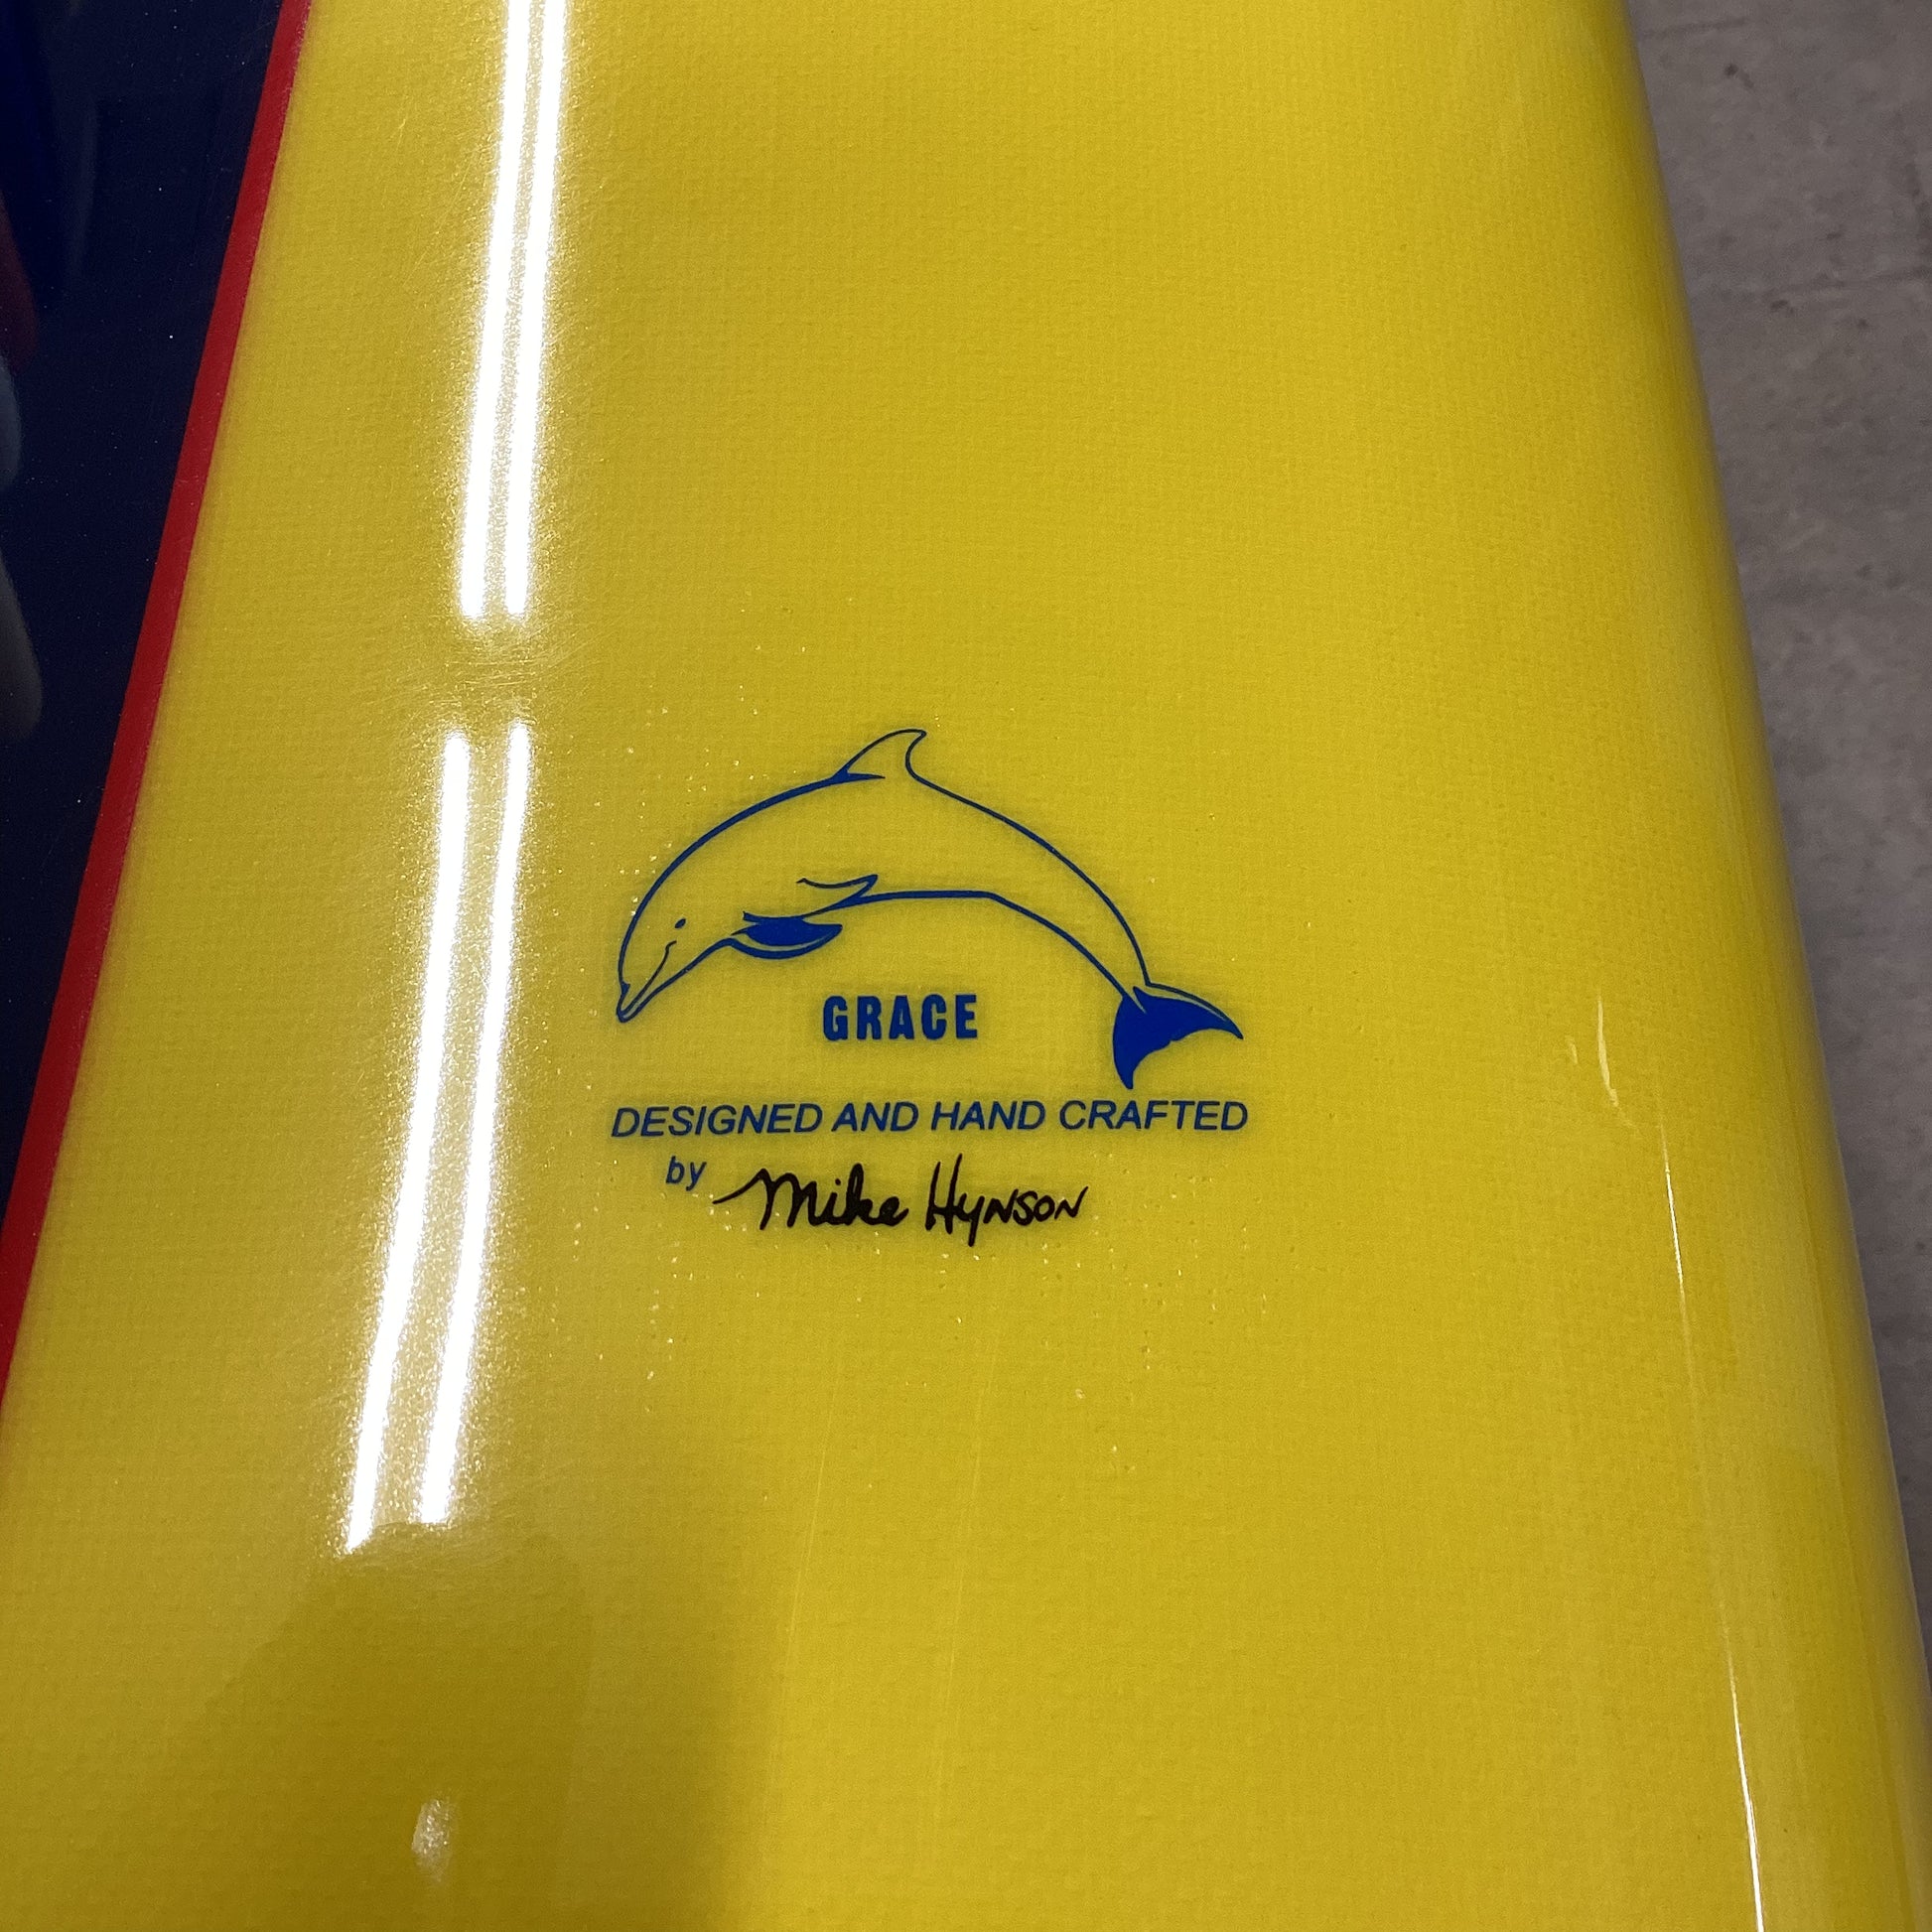 GRACE
DESIGNED AND HAND CRAFTED
by Mike Hynson